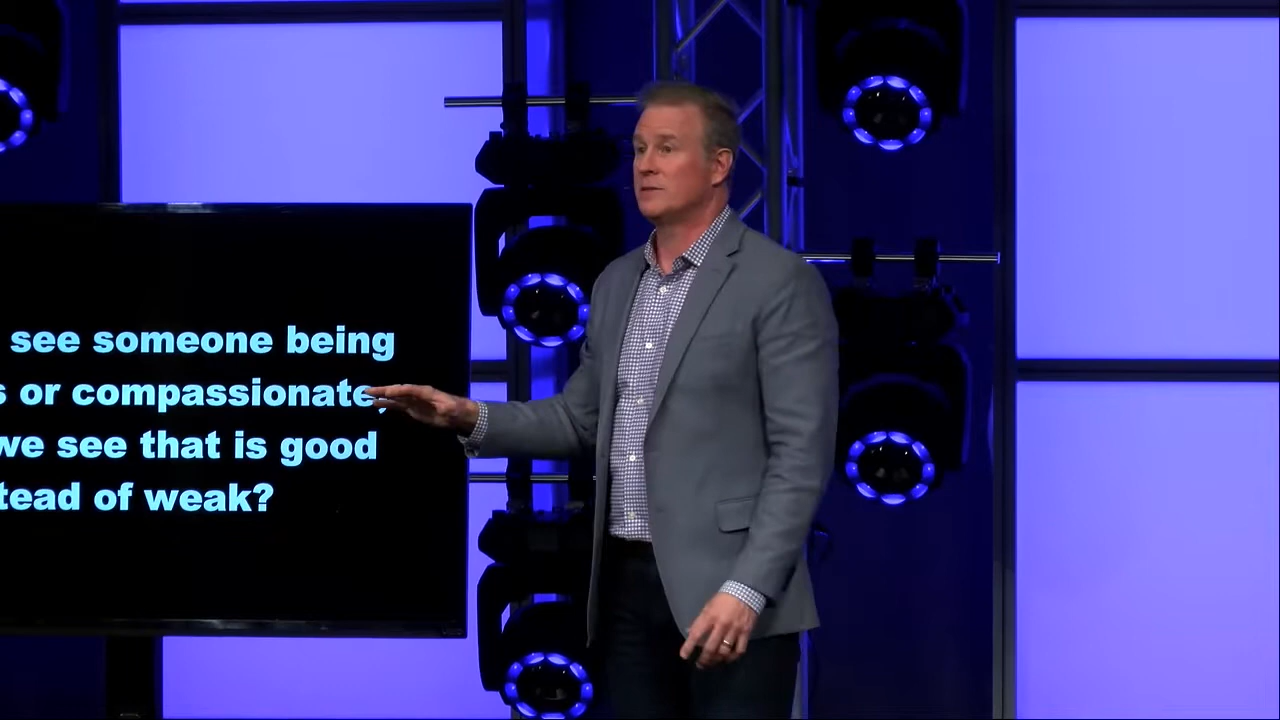 see someone being
or compassionate,
we see that is good
of weak?